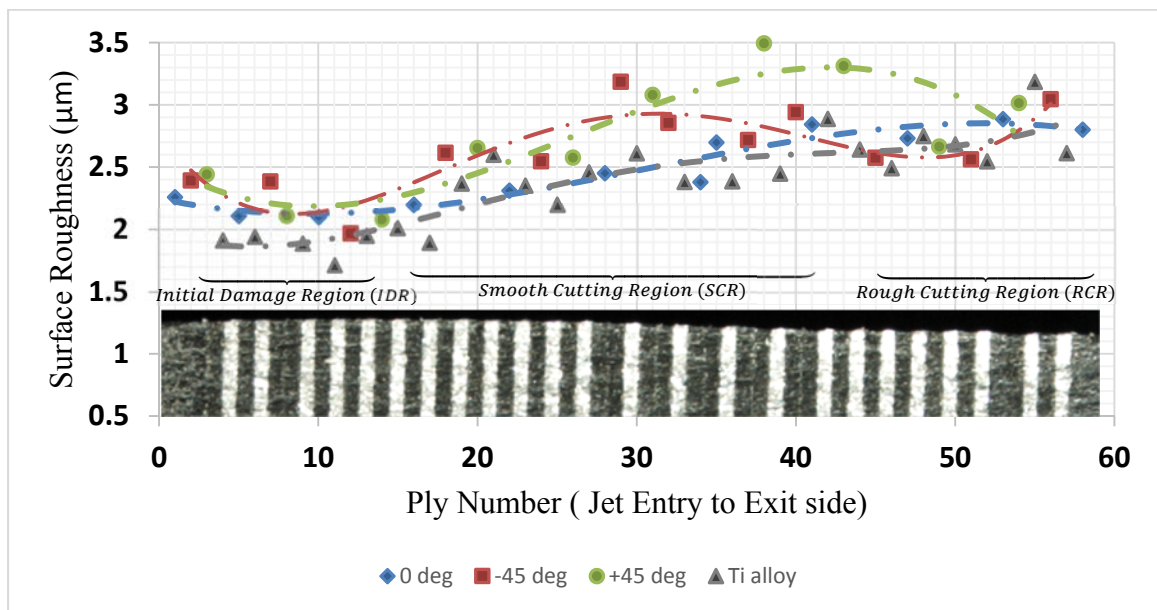 Surface Roughness (μm)
3.5
3
2.5
2
1.5
1
0.5
Initial Damage Region (IDR)
Smooth Cutting Region (SCR)
Rough Cutting Region (RCR)
0 10 20 30 40 50 60
Ply Number ( Jet Entry to Exit side)
0 deg -45 deg +45 deg Ti alloy